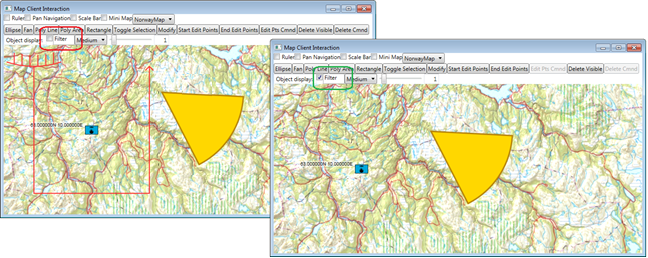 Map Client Interaction
Ruler Pan Navigation Scale Bar Mini Map NorwayMap
Ellipse Fan Poly Line Poly Area Rectangle Toggle Selection Modify Start Edit Points End Edit Points Edit Pts Cmnd Delete Visible Delete Cmnd
Object display: Filter Medium 1
63.000000N 10.000000E
Map Client Interaction
Ruler Pan Navigation Scale Bar Mini Map NorwayMap
Ellipse Fan Poly Line Poly Area Rectangle Toggle Selection Modify Start Edit Points End Edit Points Edit Pts Cmnd Delete Visible Delete Cmnd
Object display: Filter Medium 1
63.000000N 10.000000E